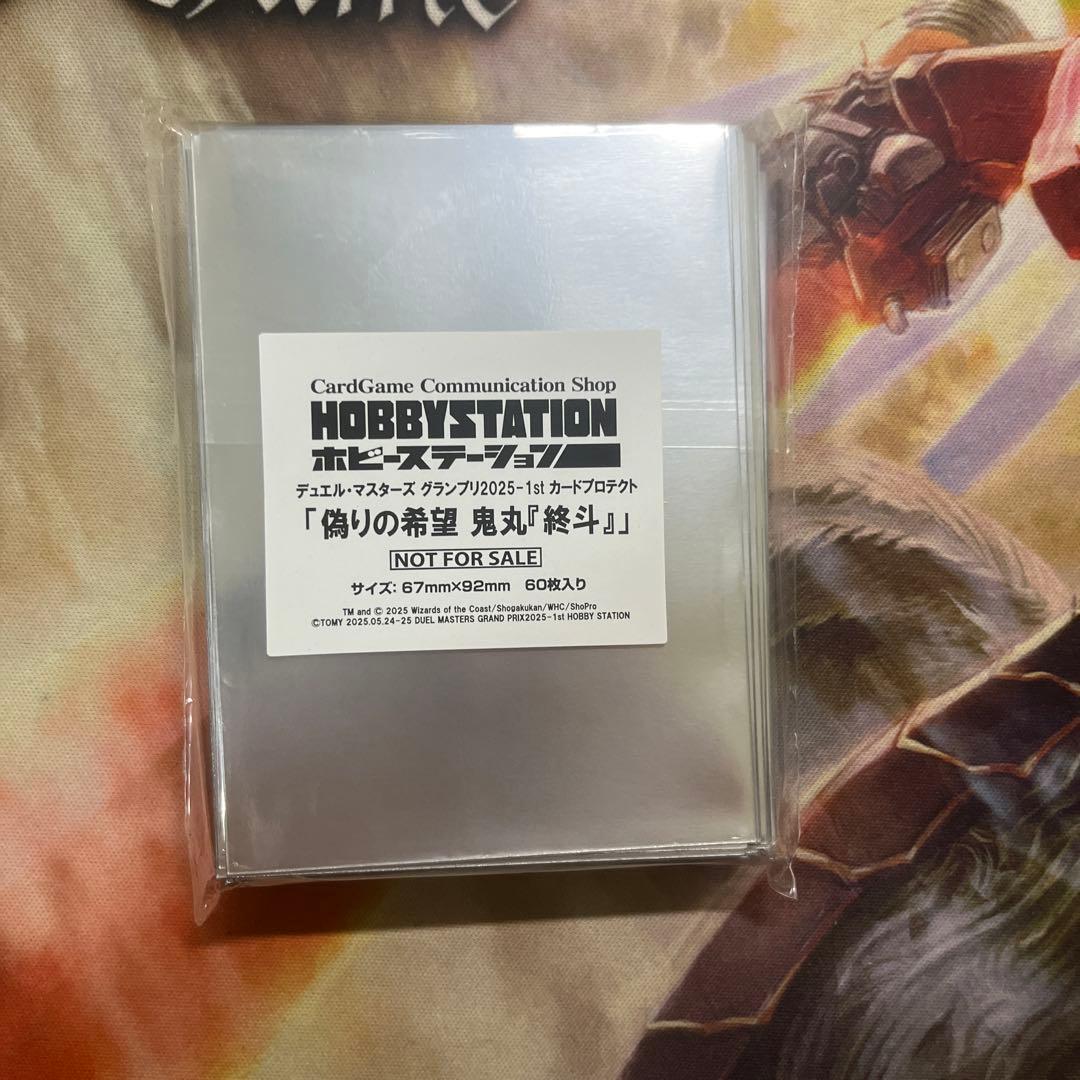 CardGame Communication Shop
HOBBYSTATION
ホビーステーション
デュエル・マスターズ グランプリ2025-1st カードプロテクト
「偽りの希望 鬼丸『終斗』」
NOT FOR SALE
サイズ: 67mm×92mm 60枚入り
TM and © 2025 Wizards of the Coast/Shogakukan/WHC/ShoPro
©TOMY 2025.05.24-25 DUEL MASTERS GRAND PRIX2025-1st HOBBY STATION